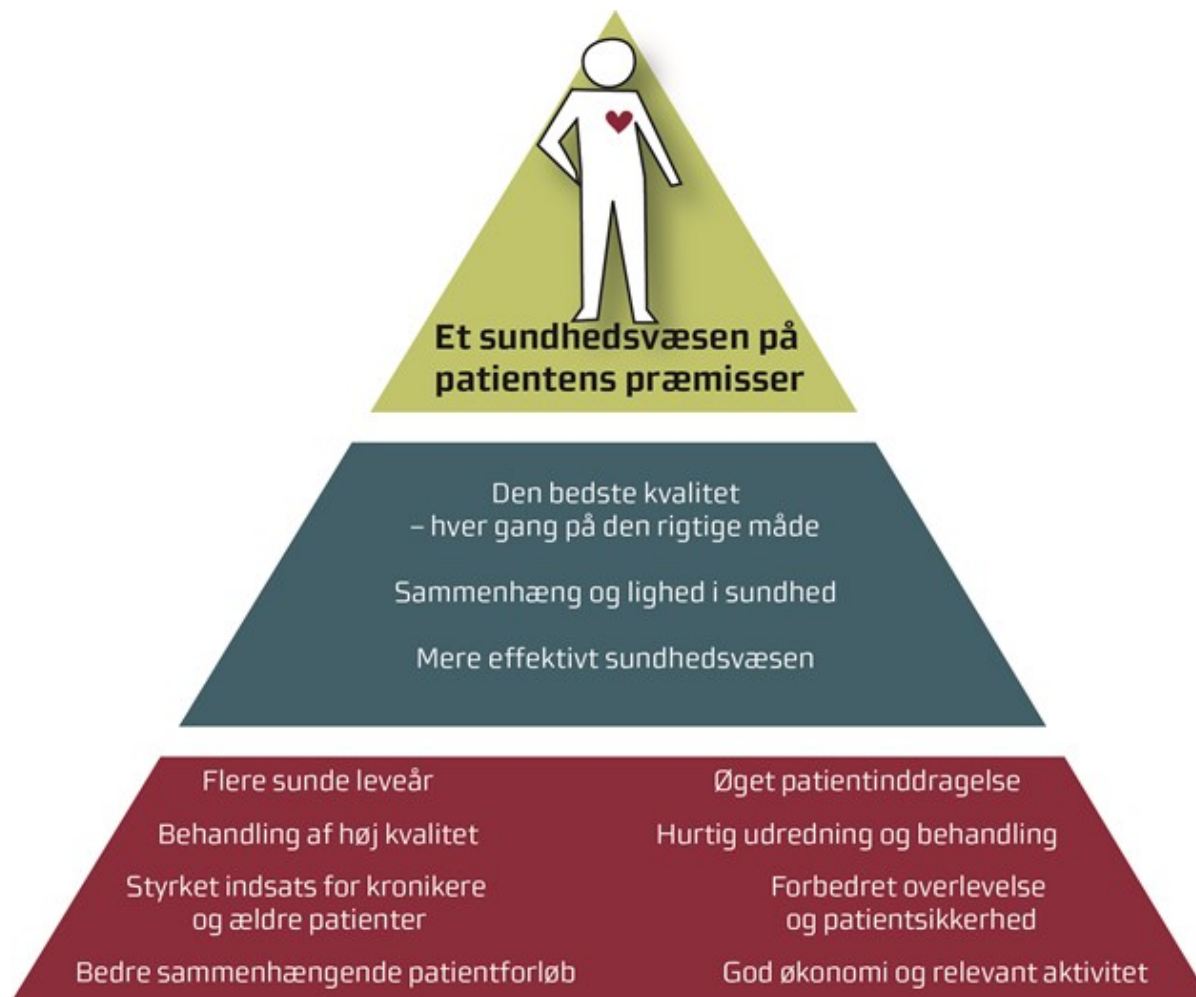 Et sundhedsvæsen på
patientens præmisser
Den bedste kvalitet
– hver gang på den rigtige måde
Sammenhæng og lighed i sundhed
Mere effektivt sundhedsvæsen
Flere sunde leveår
Behandling af høj kvalitet
Styrket indsats for kronikere
og ældre patienter
Bedre sammenhængende patientforløb
Øget patientinddragelse
Hurtig udredning og behandling
Forbedret overlevelse
og patientsikkerhed
God økonomi og relevant aktivitet